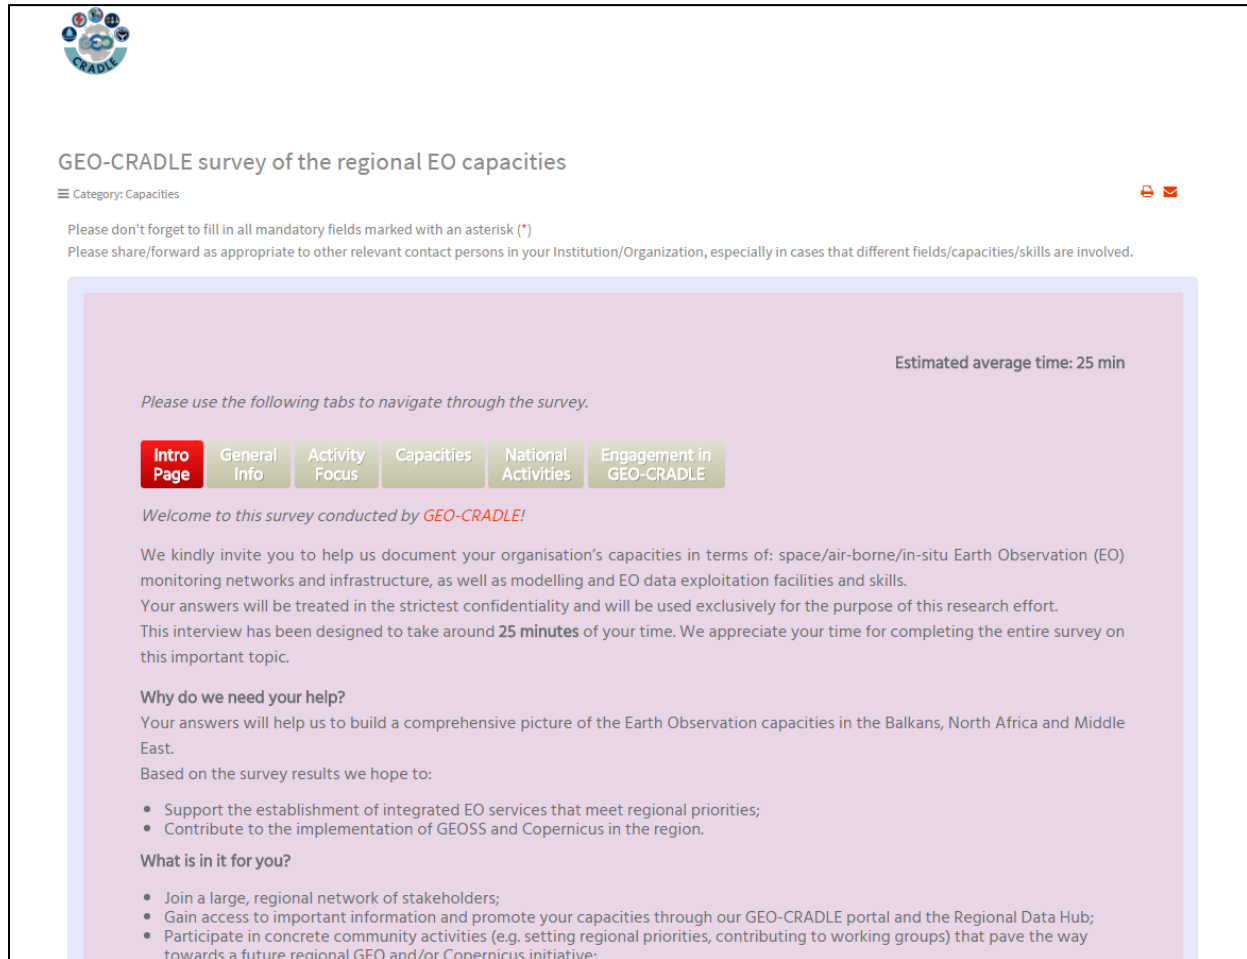 GEO
CRADLE
GEO-CRADLE survey of the regional EO capacities
Category: Capacities
Please don't forget to fill in all mandatory fields marked with an asterisk (*)
Please share/forward as appropriate to other relevant contact persons in your Institution/Organization, especially in cases that different fields/capacities/skills are involved.
Estimated average time: 25 min
Please use the following tabs to navigate through the survey.
Intro Page
General Info
Activity Focus
Capacities
National Activities
Engagement in GEO-CRADLE
Welcome to this survey conducted by GEO-CRADLE!
We kindly invite you to help us document your organisation's capacities in terms of: space/air-borne/in-situ Earth Observation (EO)
monitoring networks and infrastructure, as well as modelling and EO data exploitation facilities and skills.
Your answers will be treated in the strictest confidentiality and will be used exclusively for the purpose of this research effort.
This interview has been designed to take around 25 minutes of your time. We appreciate your time for completing the entire survey on
this important topic.
Why do we need your help?
Your answers will help us to build a comprehensive picture of the Earth Observation capacities in the Balkans, North Africa and Middle
East.
Based on the survey results we hope to:
• Support the establishment of integrated EO services that meet regional priorities;
• Contribute to the implementation of GEOSS and Copernicus in the region.
What is in it for you?
• Join a large, regional network of stakeholders;
• Gain access to important information and promote your capacities through our GEO-CRADLE portal and the Regional Data Hub;
• Participate in concrete community activities (e.g. setting regional priorities, contributing to working groups) that pave the way
towards a future regional GEO and/or Copernicus initiative;